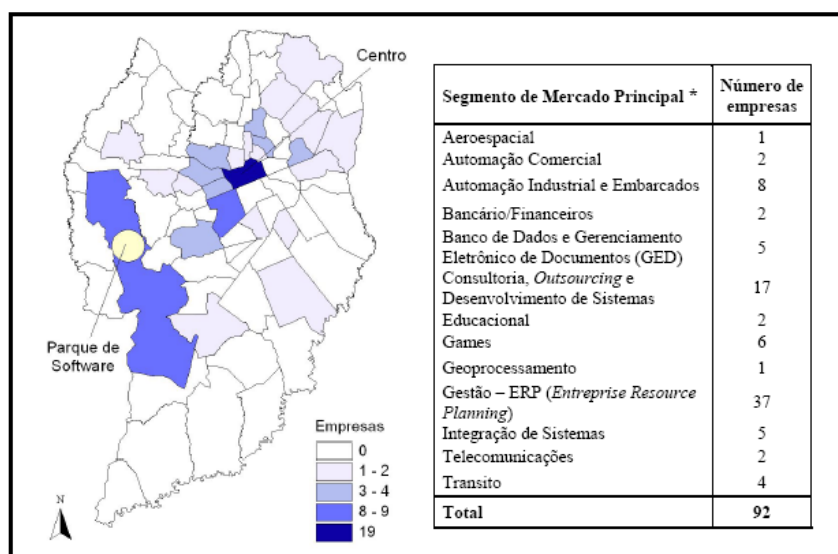 Centro
Parque de
Software
N
Empresas
0
1 - 2
3 - 4
8 - 9
19
Segmento de Mercado Principal * Número de
empresas
Aeroespacial 1
Automação Comercial 2
Automação Industrial e Embarcados 8
Bancário/Financeiros 2
Banco de Dados e Gerenciamento
Eletrônico de Documentos (GED) 5
Consultoria, Outsourcing e
Desenvolvimento de Sistemas 17
Educacional 2
Games 6
Geoprocessamento 1
Gestão – ERP (Entreprise Resource
Planning) 37
Integração de Sistemas 5
Telecomunicações 2
Transito 4
Total 92